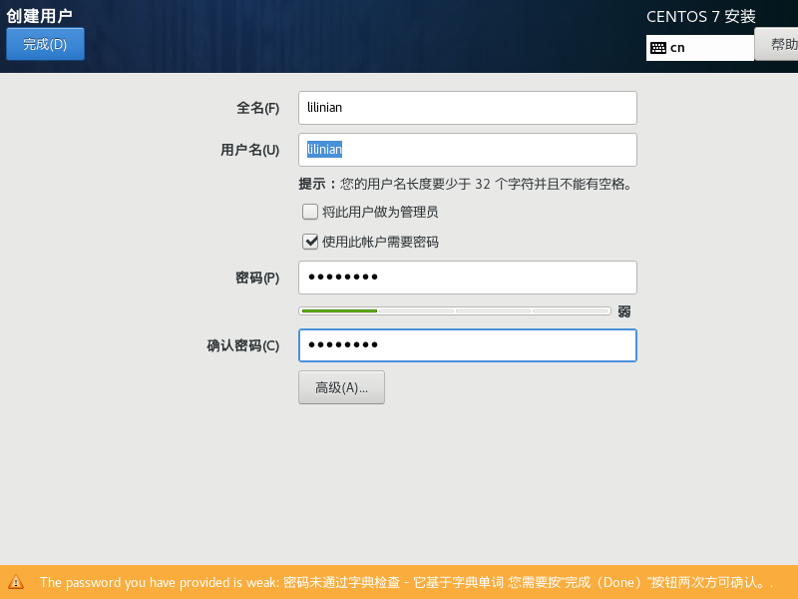 创建用户
CENTOS 7 安装
完成(D)
cn
帮助
全名(F)
lilinian
用户名(U)
lilinian
提示：您的用户名长度要少于 32 个字符并且不能有空格。
将此用户做为管理员
使用此帐户需要密码
密码(P)
●●●●●●●●
弱
确认密码(C)
●●●●●●●●
高级(A)...
The password you have provided is weak: 密码未通过字典检查 - 它基于字典单词 您需要按“完成（Done）”按钮两次方可确认。.